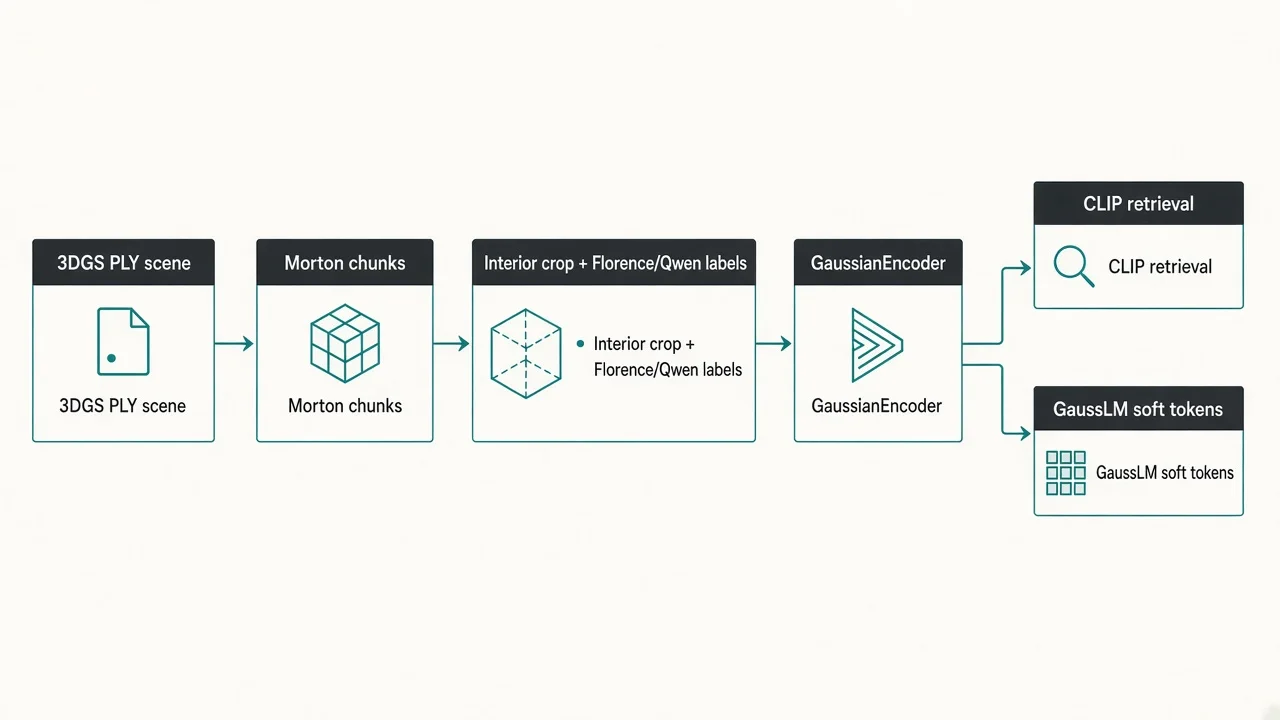 3DGS PLY scene
3DGS PLY scene
Morton chunks
Morton chunks
Interior crop + Florence/Qwen labels
Interior crop +
Florence/Qwen labels
GaussianEncoder
GaussianEncoder
CLIP retrieval
CLIP retrieval
GaussLM soft tokens
GaussLM soft tokens